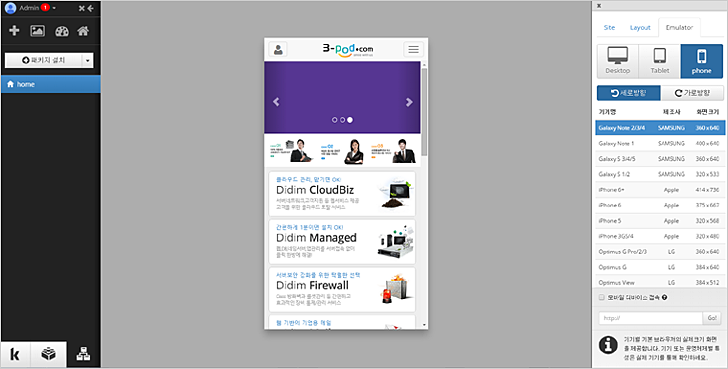 Admin 1
패키지 설치
home
3-pod.com
클라우드 관리, 맡기면 OK!
Didim CloudBiz
간편하게 1분이면 설치 OK!
Didim Managed
서버보안 강화를 위한 적절한 선택
Didim Firewall
웹 기반의 기업용 메일
Site Layout Emulator
Desktop Tablet phone
세로방향 가로방향
기기명 제조사 화면크기
Galaxy Note 2/3/4 SAMSUNG 360 x 640
Galaxy Note 1 SAMSUNG 400 x 640
Galaxy S 3/4/5 SAMSUNG 360 x 640
Galaxy S 1/2 SAMSUNG 320 x 533
iPhone 6+ Apple 414 x 736
iPhone 6 Apple 375 x 667
iPhone 5 Apple 320 x 568
iPhone 3GS/4 Apple 320 x 480
Optimus G Pro/2/3 LG 360 x 640
Optimus G LG 384 x 640
Optimus View LG 384 x 512
모바일 디바이스 접속
http:// Go!
기기별 기본 브라우저의 실제크기 화면
을 제공합니다. 기기 또는 운영체제별 특
성은 실제 기기를 통해 확인하세요.